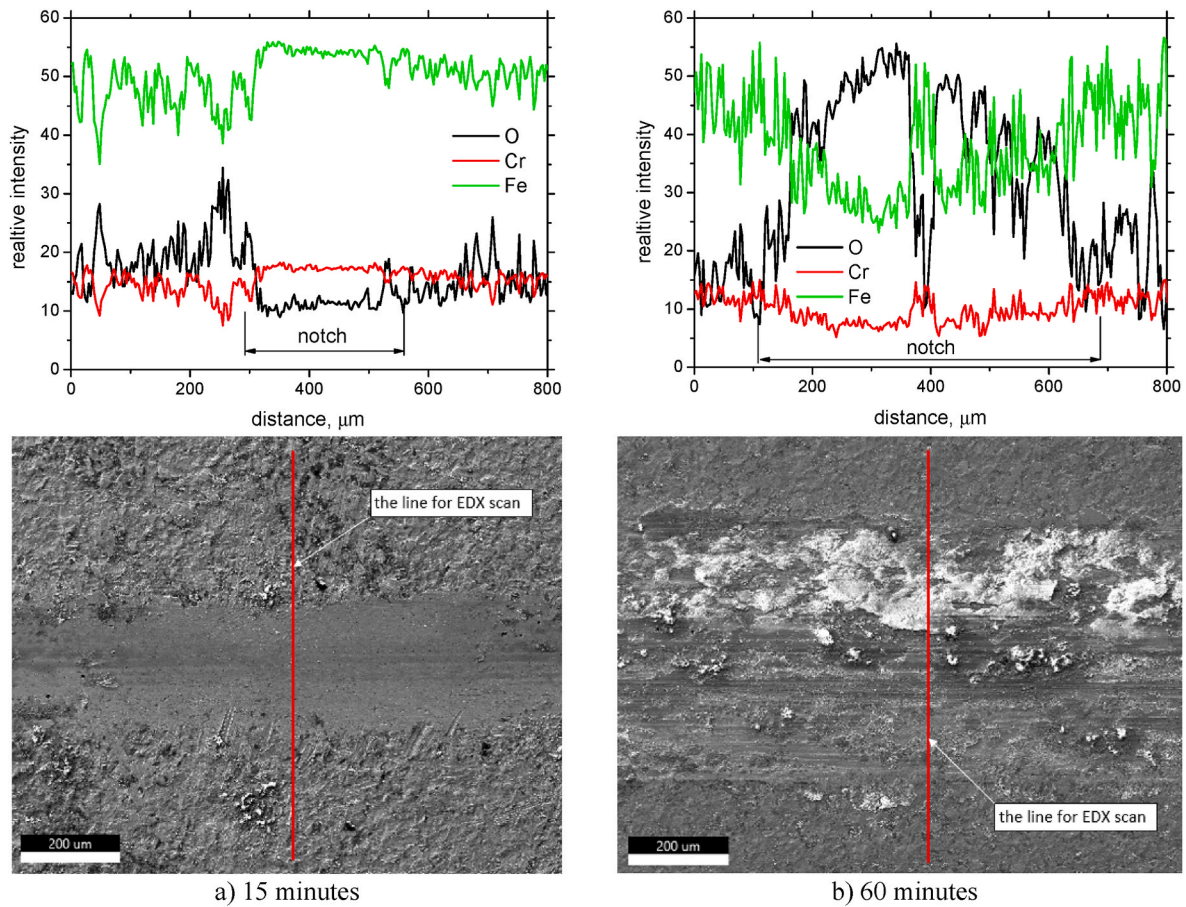 60
50
40
30
20
10
0
realtive intensity
O
Cr
Fe
notch
0 200 400 600 800
distance, μm
60
50
40
30
20
10
0
realtive intensity
O
Cr
Fe
notch
0 200 400 600 800
distance, μm
the line for EDX scan
200 um
a) 15 minutes
the line for EDX scan
200 um
b) 60 minutes